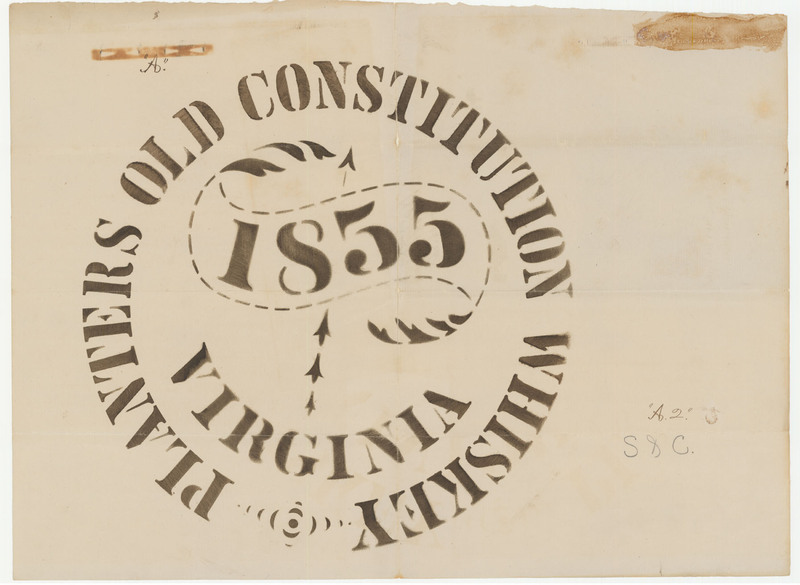 "A."
PLANTERS OLD CONSTITUTION WHISKEY
1855
VIRGINIA
"A. 2."
S & C.